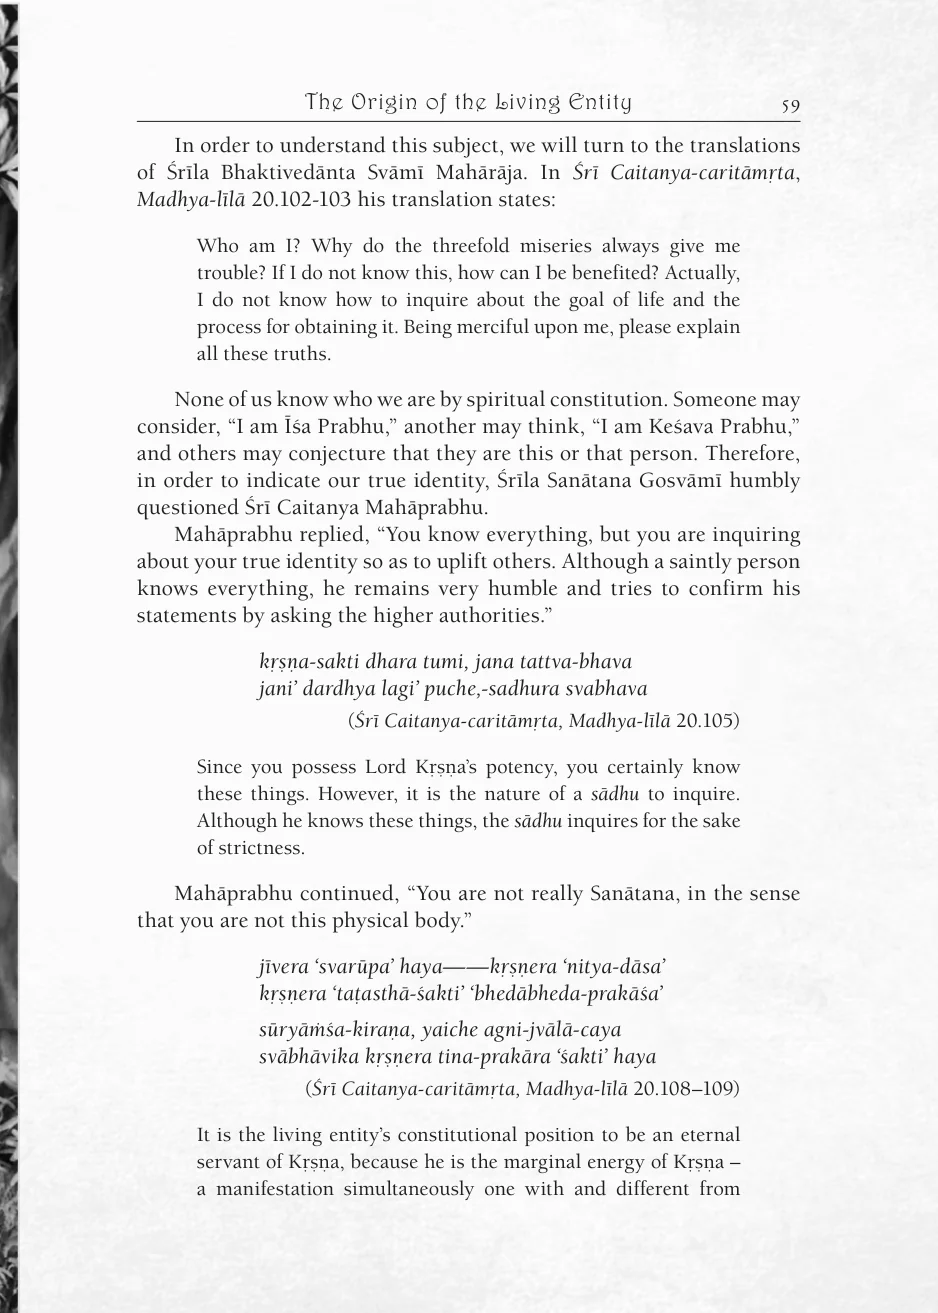 The Origin of the Living Entity 59
In order to understand this subject, we will turn to the translations
of Śrīla Bhaktivedānta Svāmī Mahārāja. In Śrī Caitanya-caritāmṛta,
Madhya-līlā 20.102-103 his translation states:
Who am I? Why do the threefold miseries always give me
trouble? If I do not know this, how can I be benefited? Actually,
I do not know how to inquire about the goal of life and the
process for obtaining it. Being merciful upon me, please explain
all these truths.
None of us know who we are by spiritual constitution. Someone may
consider, “I am Īśa Prabhu,” another may think, “I am Keśava Prabhu,”
and others may conjecture that they are this or that person. Therefore,
in order to indicate our true identity, Śrīla Sanātana Gosvāmī humbly
questioned Śrī Caitanya Mahāprabhu.
Mahāprabhu replied, “You know everything, but you are inquiring
about your true identity so as to uplift others. Although a saintly person
knows everything, he remains very humble and tries to confirm his
statements by asking the higher authorities.”
kṛṣṇa-sakti dhara tumi, jana tattva-bhava
jani’ dardhya lagi’ puche,-sadhura svabhava
(Śrī Caitanya-caritāmṛta, Madhya-līlā 20.105)
Since you possess Lord Kṛṣṇa’s potency, you certainly know
these things. However, it is the nature of a sādhu to inquire.
Although he knows these things, the sādhu inquires for the sake
of strictness.
Mahāprabhu continued, “You are not really Sanātana, in the sense
that you are not this physical body.”
jīvera ‘svarūpa’ haya——kṛṣṇera ‘nitya-dāsa’
kṛṣṇera ‘taṭasthā-śakti’ ‘bhedābheda-prakāśa’
sūryāṁśa-kiraṇa, yaiche agni-jvālā-caya
svābhāvika kṛṣṇera tina-prakāra ‘śakti’ haya
(Śrī Caitanya-caritāmṛta, Madhya-līlā 20.108–109)
It is the living entity’s constitutional position to be an eternal
servant of Kṛṣṇa, because he is the marginal energy of Kṛṣṇa –
a manifestation simultaneously one with and different from